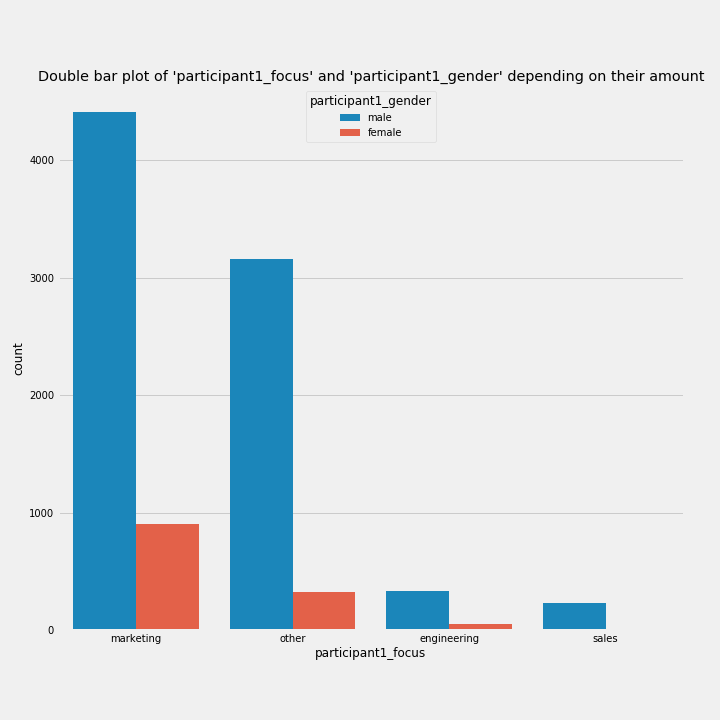 Double bar plot of 'participant1_focus' and 'participant1_gender' depending on their amount
participant1_gender
male
female
4000
3000
2000
1000
0
count
marketing other engineering sales
participant1_focus